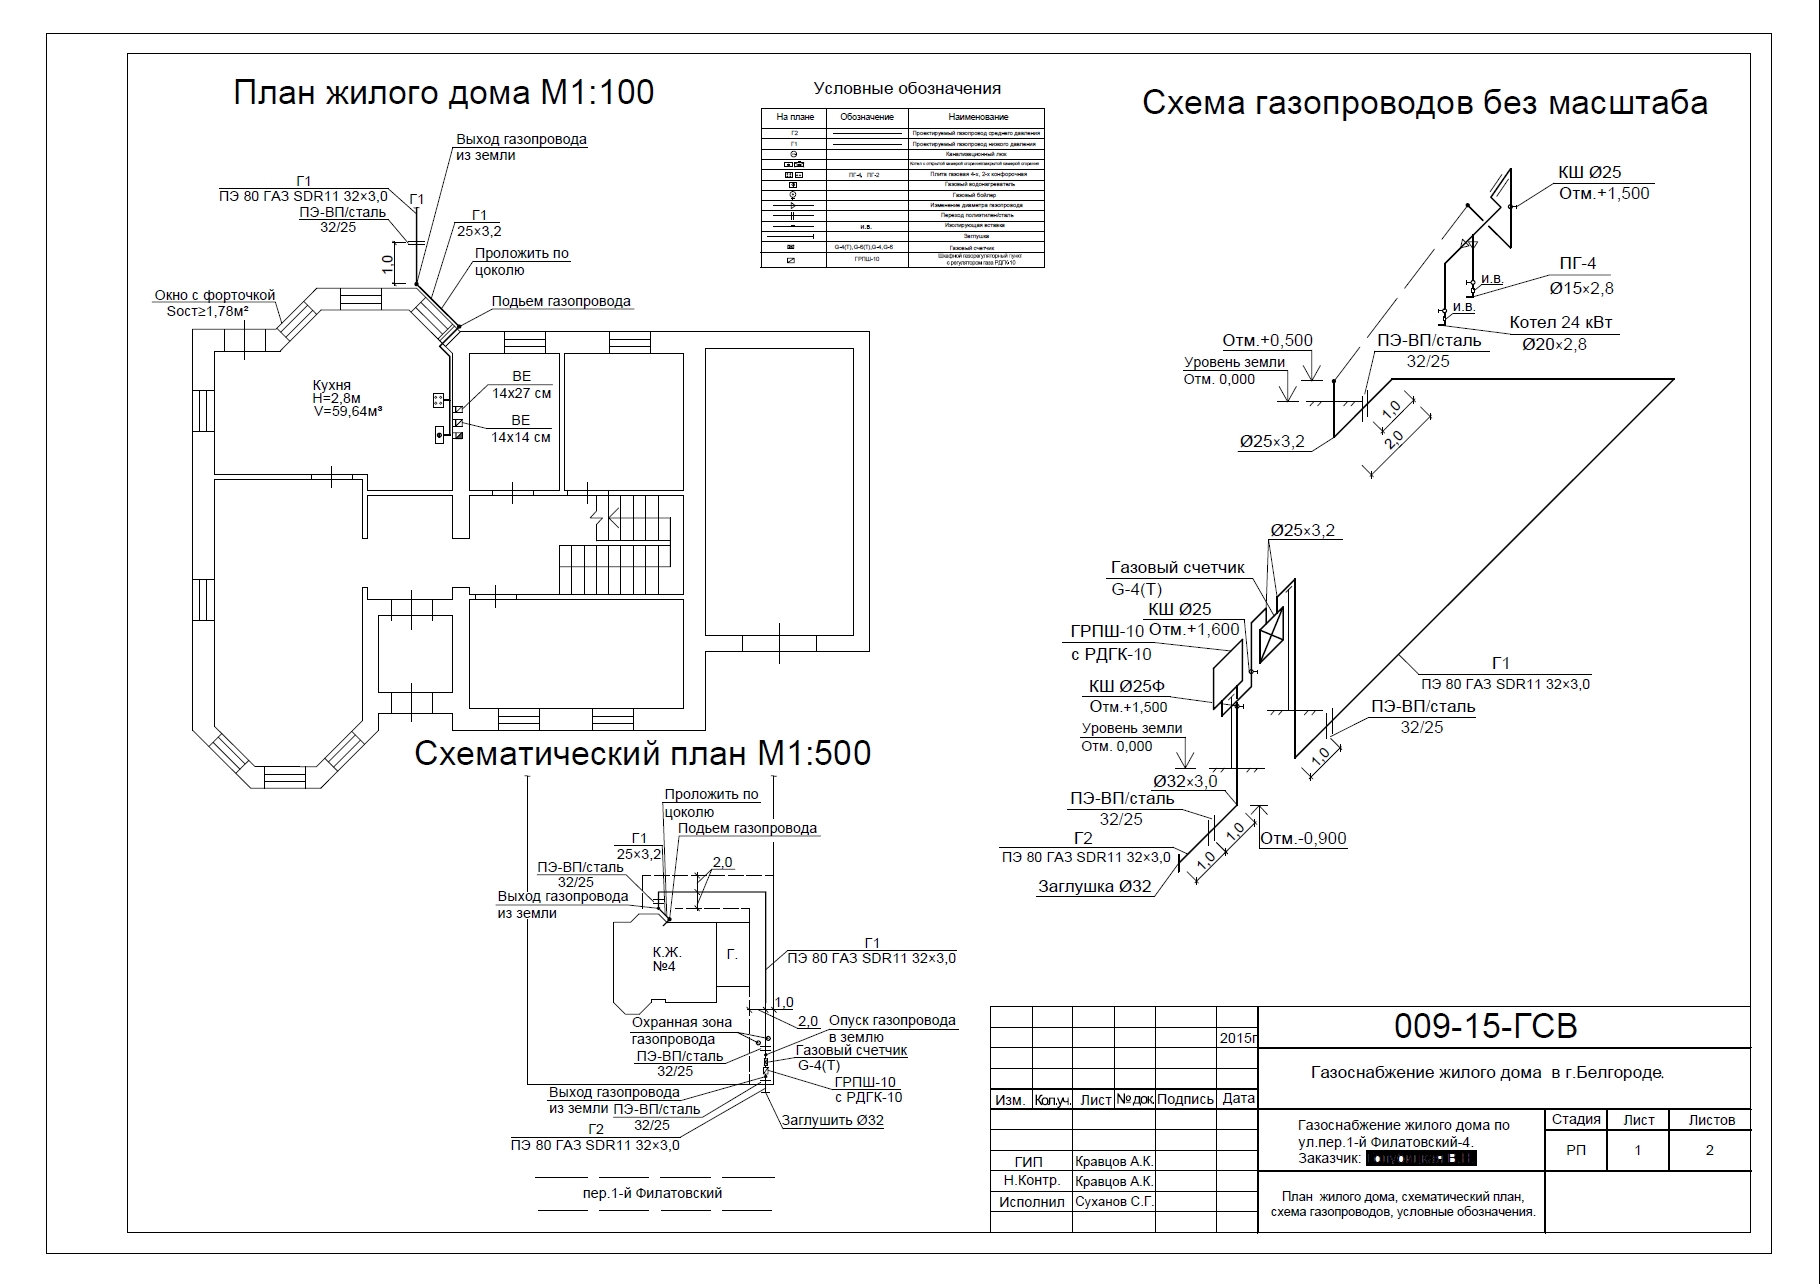 План жилого дома М1:100
Выход газопровода
из земли
Г1
ПЭ 80 ГАЗ SDR11 32×3,0
Г1
ПЭ-ВП/сталь
32/25
Г1
25×3,2
1,0
Проложить по
цоколю
Окно с форточкой
Sост≥1,78м²
Подьем газопровода
Кухня
H=2,8м
V=59,64м³
ВЕ
14х27 см
ВЕ
14х14 см
Условные обозначения
На плане Обозначение Наименование
Г2 Проектируемый газопровод среднего давления
Г1 Проектируемый газопровод низкого давления
Канализационный люк
Котел с открытой камерой сгорания/закрытой камерой сгорания
ПГ-4, ПГ-2 Плита газовая 4-х, 2-х конфорочная
Газовый водонагреватель
Газовый бойлер
Изменение диаметра газопровода
Переход полиэтилен/сталь
и.в. Изолирующая вставка
Заглушка
G-4(T),G-6(T),G-4,G-6 Газовый счетчик
ГРПШ-10 Шкафной газорегуляторный пункт
с регулятором газа РДГК-10
Схема газопроводов без масштаба
КШ Ø25
Отм.+1,500
ПГ-4
Ø15×2,8
и.в.
и.в.
Котел 24 кВт
Ø20×2,8
Отм.+0,500
Уровень земли
Отм. 0,000
ПЭ-ВП/сталь
32/25
1,0
2,0
Ø25×3,2
Ø25×3,2
Газовый счетчик
G-4(T)
КШ Ø25
Отм.+1,600
ГРПШ-10
с РДГК-10
КШ Ø25Ф
Отм.+1,500
Уровень земли
Отм. 0,000
Г1
ПЭ 80 ГАЗ SDR11 32×3,0
ПЭ-ВП/сталь
32/25
1,0
Ø32×3,0
ПЭ-ВП/сталь
32/25
1,0
1,0
Отм.-0,900
Г2
ПЭ 80 ГАЗ SDR11 32×3,0
Заглушка Ø32
Схематический план М1:500
Проложить по
цоколю
Подьем газопровода
Г1
25×3,2
2,0
ПЭ-ВП/сталь
32/25
Выход газопровода
из земли
К.Ж.
№4
Г.
Г1
ПЭ 80 ГАЗ SDR11 32×3,0
1,0
2,0
Охранная зона
газопровода
Опуск газопровода
в землю
ПЭ-ВП/сталь
32/25
Газовый счетчик
G-4(T)
ГРПШ-10
с РДГК-10
Выход газопровода
из земли
ПЭ-ВП/сталь
32/25
Заглушить Ø32
Г2
ПЭ 80 ГАЗ SDR11 32×3,0
пер.1-й Филатовский
009-15-ГСВ
2015г
Газоснабжение жилого дома в г.Белгороде.
Изм. Кол.уч. Лист №док. Подпись Дата
Газоснабжение жилого дома по
ул.пер.1-й Филатовский-4.
Заказчик:
Стадия Лист Листов
РП 1 2
ГИП Кравцов А.К.
Н.Контр. Кравцов А.К.
Исполнил Суханов С.Г.
План жилого дома, схематический план,
схема газопроводов, условные обозначения.